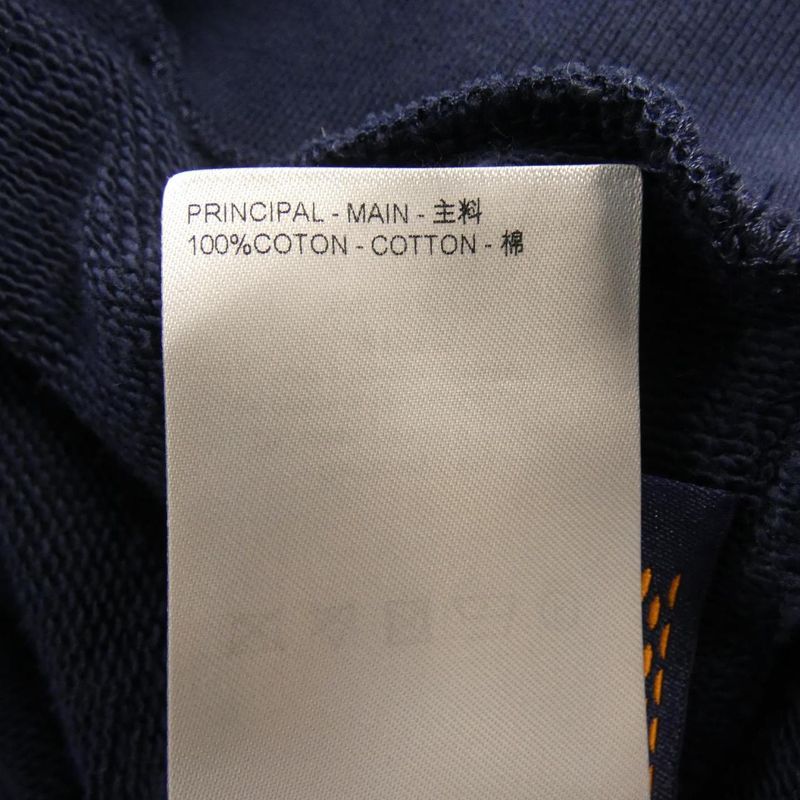 PRINCIPAL - MAIN - 主料
100%COTON - COTTON - 棉